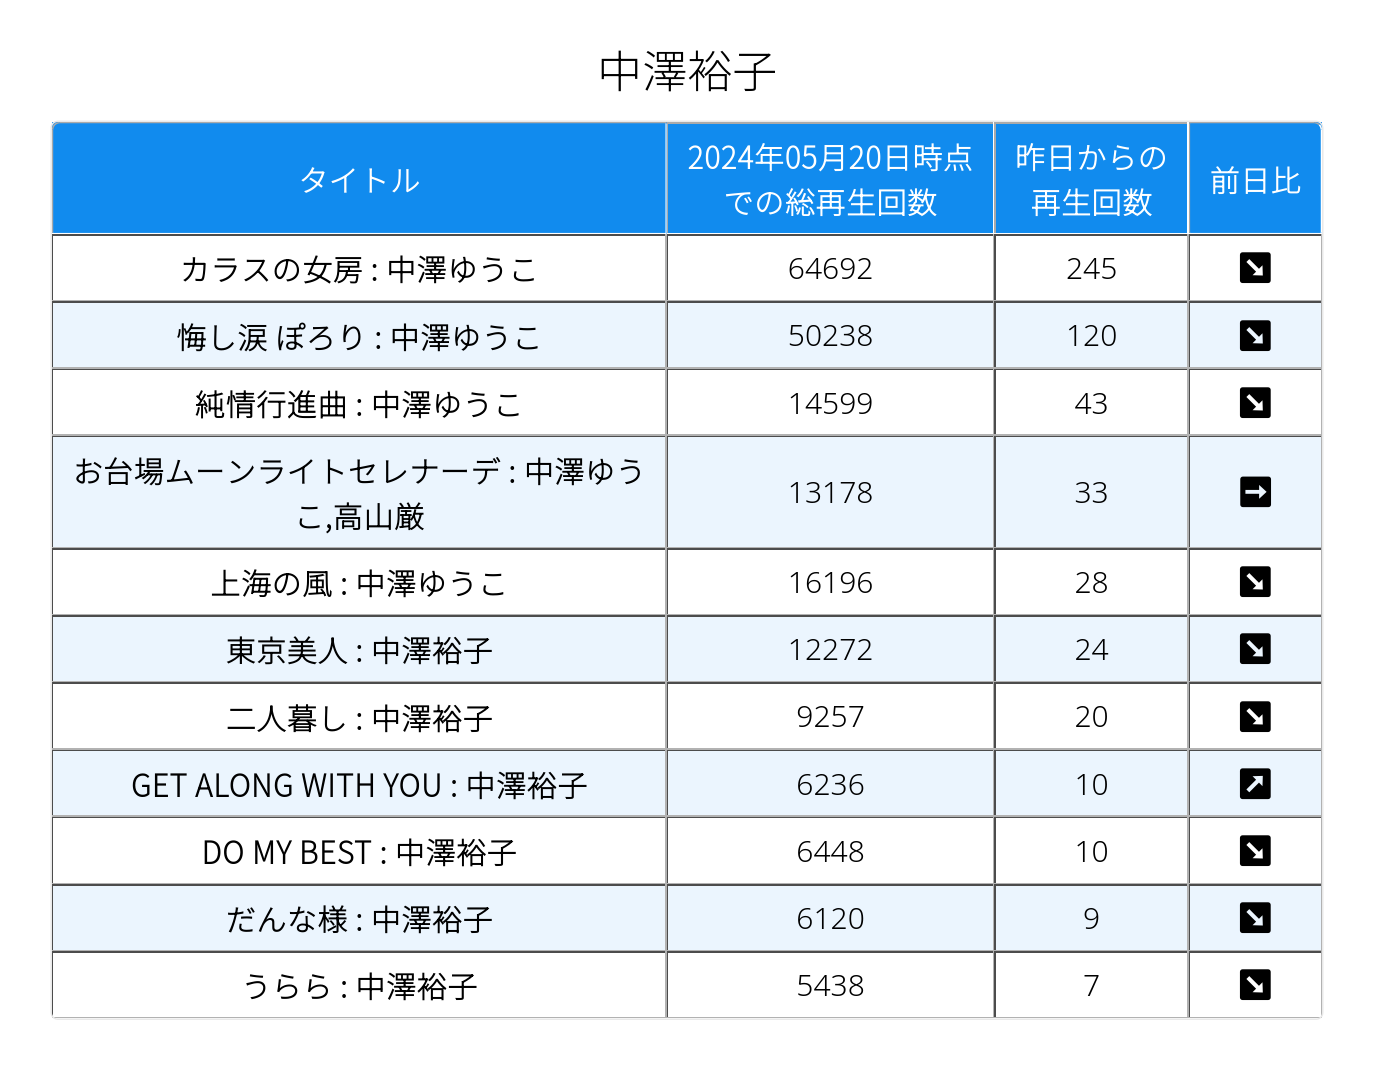 中澤裕子
タイトル
2024年05月20日時点
での総再生回数
昨日からの
再生回数
前日比
カラスの女房 : 中澤ゆうこ 64692 245 ↘
悔し涙 ぽろり : 中澤ゆうこ 50238 120 ↘
純情行進曲 : 中澤ゆうこ 14599 43 ↘
お台場ムーンライトセレナーデ : 中澤ゆう
こ,高山厳 13178 33 →
上海の風 : 中澤ゆうこ 16196 28 ↘
東京美人 : 中澤裕子 12272 24 ↘
二人暮し : 中澤裕子 9257 20 ↘
GET ALONG WITH YOU : 中澤裕子 6236 10 ↗
DO MY BEST : 中澤裕子 6448 10 ↘
だんな様 : 中澤裕子 6120 9 ↘
うらら : 中澤裕子 5438 7 ↘